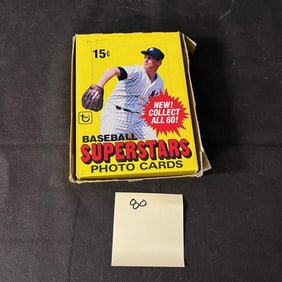 15¢
NEW!
COLLECT
ALL 60!
BASEBALL
SUPERSTARS
PHOTO CARDS
80